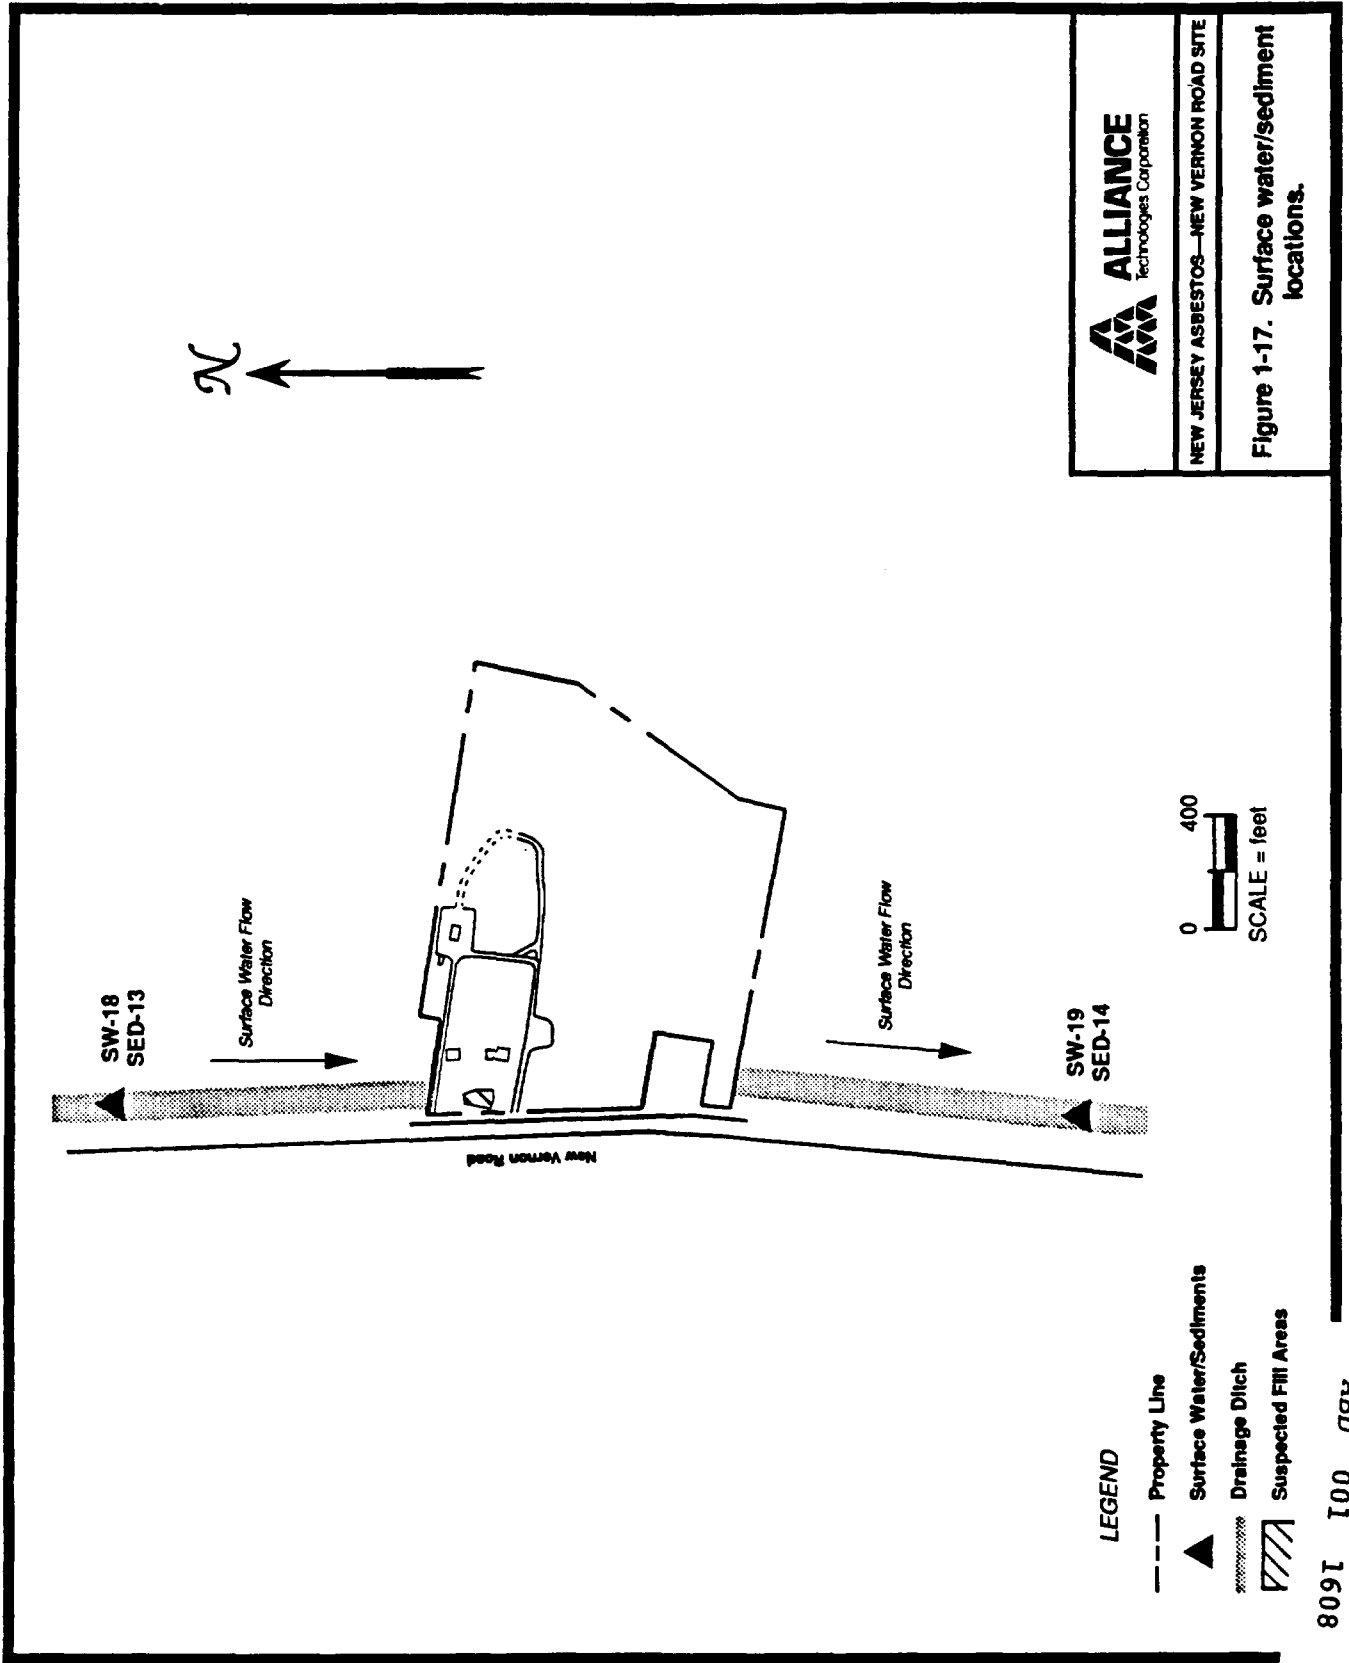 N
SW-18
SED-13
Surface Water Flow
Direction
New Vernon Road
Surface Water Flow
Direction
SW-19
SED-14
0 400
SCALE = feet
LEGEND
Property Line
Surface Water/Sediments
Drainage Ditch
Suspected Fill Areas
ALLIANCE
Technologies Corporation
NEW JERSEY ASBESTOS—NEW VERNON ROAD SITE
Figure 1-17. Surface water/sediment
locations.
001 1608